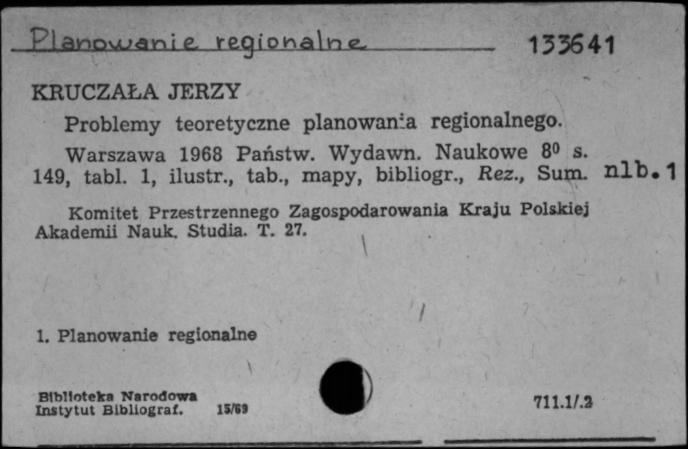 Planowanie regionalne 133641
KRUCZAŁA JERZY
Problemy teoretyczne planowania regionalnego.
Warszawa 1968 Państw. Wydawn. Naukowe 8⁰ s.
149, tabl. 1, ilustr., tab., mapy, bibliogr., Rez., Sum. nlb. 1
Komitet Przestrzennego Zagospodarowania Kraju Polskiej
Akademii Nauk. Studia. T. 27.
1. Planowanie regionalne
Biblioteka Narodowa
Instytut Bibliograf. 15/69 711.1/.2